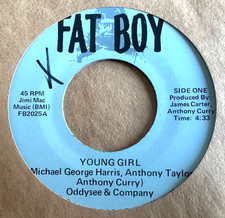 FAT BOY
X
45 RPM
Jimi Mac
Music (BMI)
FB2025A
SIDE ONE
Produced By
James Carter,
Anthony Curry
Time: 4:33
YOUNG GIRL
Michael George Harris, Anthony Taylor
Anthony Curry)
Oddysee & Company